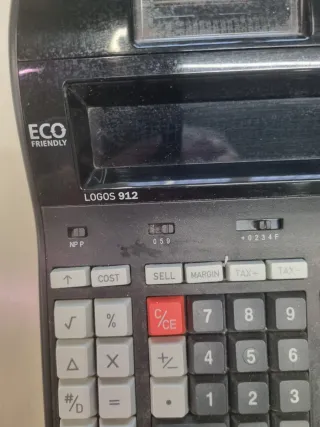 ECO
FRIENDLY
LOGOS 912
NP P
0 5 9
+ 0 2 3 4 F
↑ COST SELL MARGIN TAX- TAX
√ % C/CE 7 8 9
△ X +/− 4 5 6
#/D = • 1 2 3